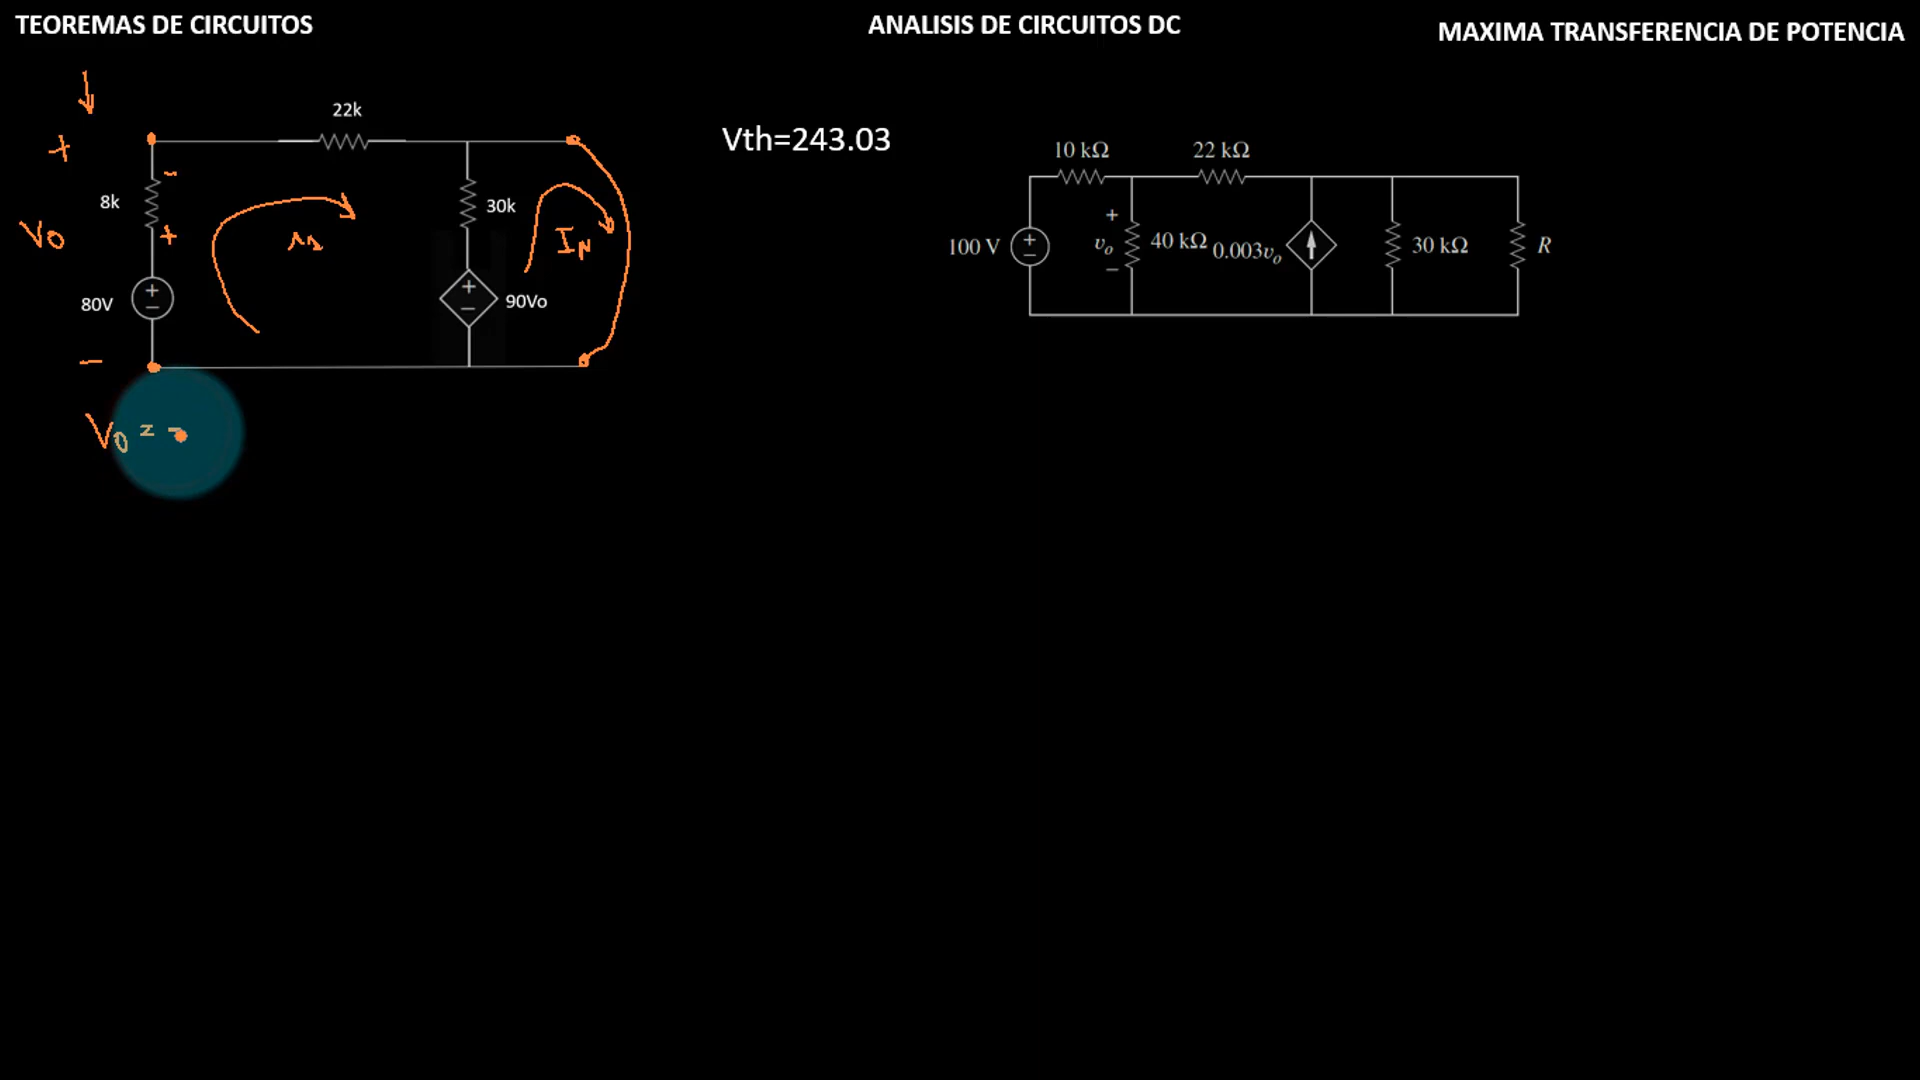 TEOREMAS DE CIRCUITOS
ANALISIS DE CIRCUITOS DC
MAXIMA TRANSFERENCIA DE POTENCIA
22k
Vth=243.03
+
8k
-
+
Vo
30k
IN
80V
+
-
+
-
90Vo
-
Vo = -
10 kΩ
22 kΩ
100 V
+
-
+
vo
-
40 kΩ
0.003vo
30 kΩ
R